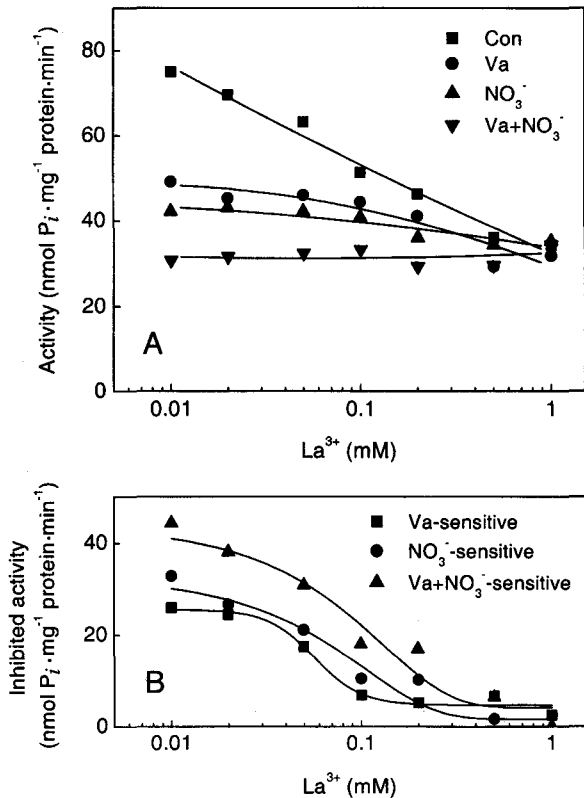 80
60
40
20
0
Activity (nmol Pi·mg⁻¹ protein·min⁻¹)
Con
Va
NO₃⁻
Va+NO₃⁻
A
0.01
0.1
1
La³⁺ (mM)
40
20
0
Inhibited activity
(nmol Pi·mg⁻¹ protein·min⁻¹)
Va-sensitive
NO₃⁻-sensitive
Va+NO₃⁻-sensitive
B
0.01
0.1
1
La³⁺ (mM)